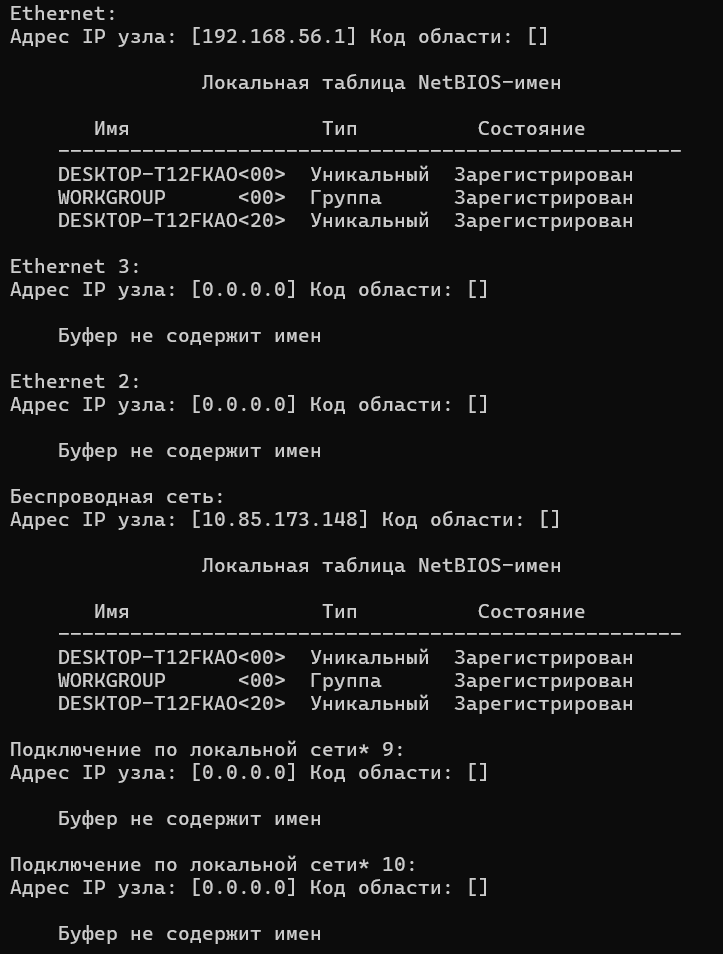 Ethernet:
Адрес IP узла: [192.168.56.1] Код области: []
Локальная таблица NetBIOS-имен
Имя Тип Состояние
----------------------------------------------------
DESKTOP-T12FKAO<00> Уникальный Зарегистрирован
WORKGROUP <00> Группа Зарегистрирован
DESKTOP-T12FKAO<20> Уникальный Зарегистрирован
Ethernet 3:
Адрес IP узла: [0.0.0.0] Код области: []
Буфер не содержит имен
Ethernet 2:
Адрес IP узла: [0.0.0.0] Код области: []
Буфер не содержит имен
Беспроводная сеть:
Адрес IP узла: [10.85.173.148] Код области: []
Локальная таблица NetBIOS-имен
Имя Тип Состояние
----------------------------------------------------
DESKTOP-T12FKAO<00> Уникальный Зарегистрирован
WORKGROUP <00> Группа Зарегистрирован
DESKTOP-T12FKAO<20> Уникальный Зарегистрирован
Подключение по локальной сети* 9:
Адрес IP узла: [0.0.0.0] Код области: []
Буфер не содержит имен
Подключение по локальной сети* 10:
Адрес IP узла: [0.0.0.0] Код области: []
Буфер не содержит имен